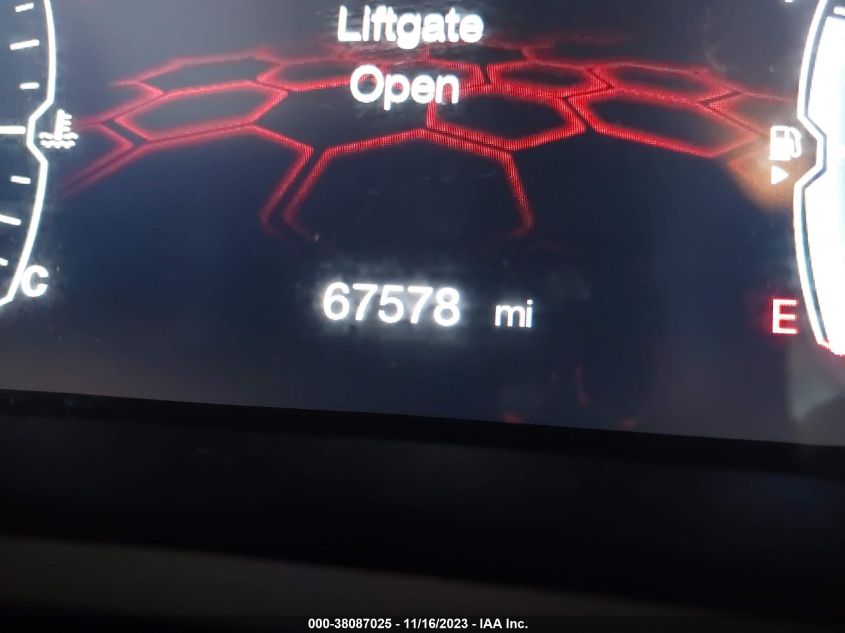 Liftgate
Open
C
67578 mi
E
000-38087025 - 11/16/2023 - IAA Inc.